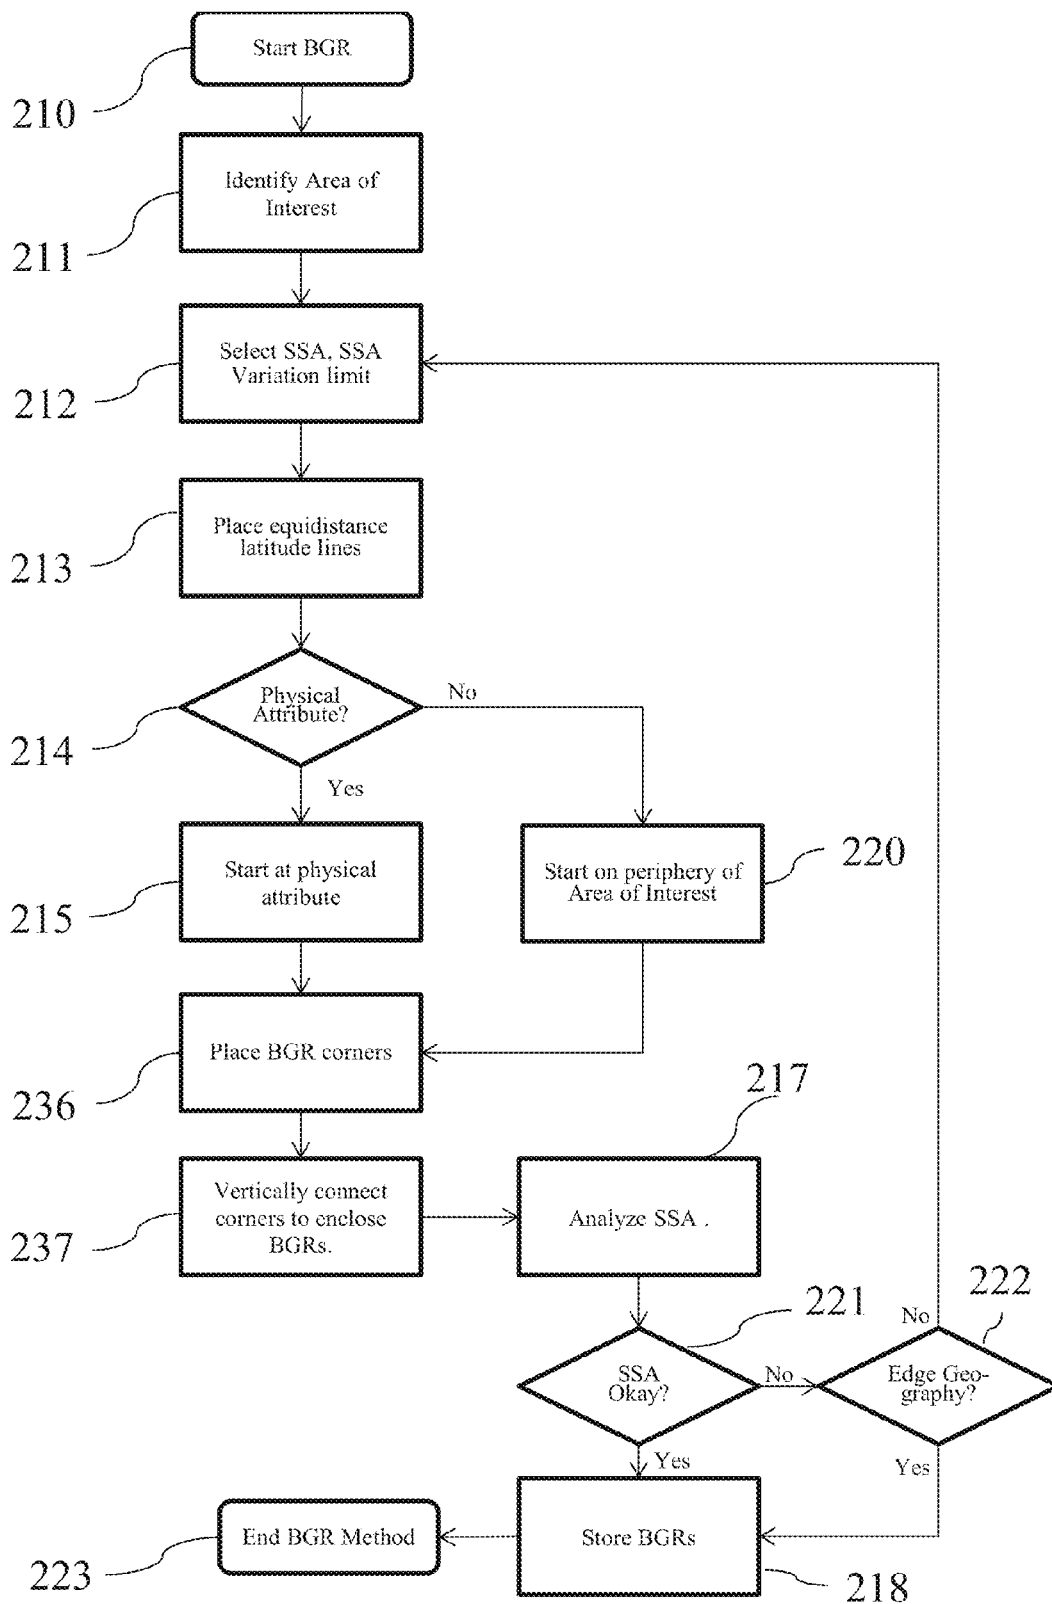 Start BGR
210
Identify Area of
Interest
211
Select SSA, SSA
Variation limit
212
Place equidistance
latitude lines
213
Physical
Attribute?
No
214
Yes
Start at physical
attribute
215
Start on periphery of
Area of Interest
220
Place BGR corners
236
217
Vertically connect
corners to enclose
BGRs.
237
Analyze SSA .
221
222
No
SSA
Okay?
No
Edge Geo-
graphy?
Yes
Yes
End BGR Method
223
Store BGRs
218